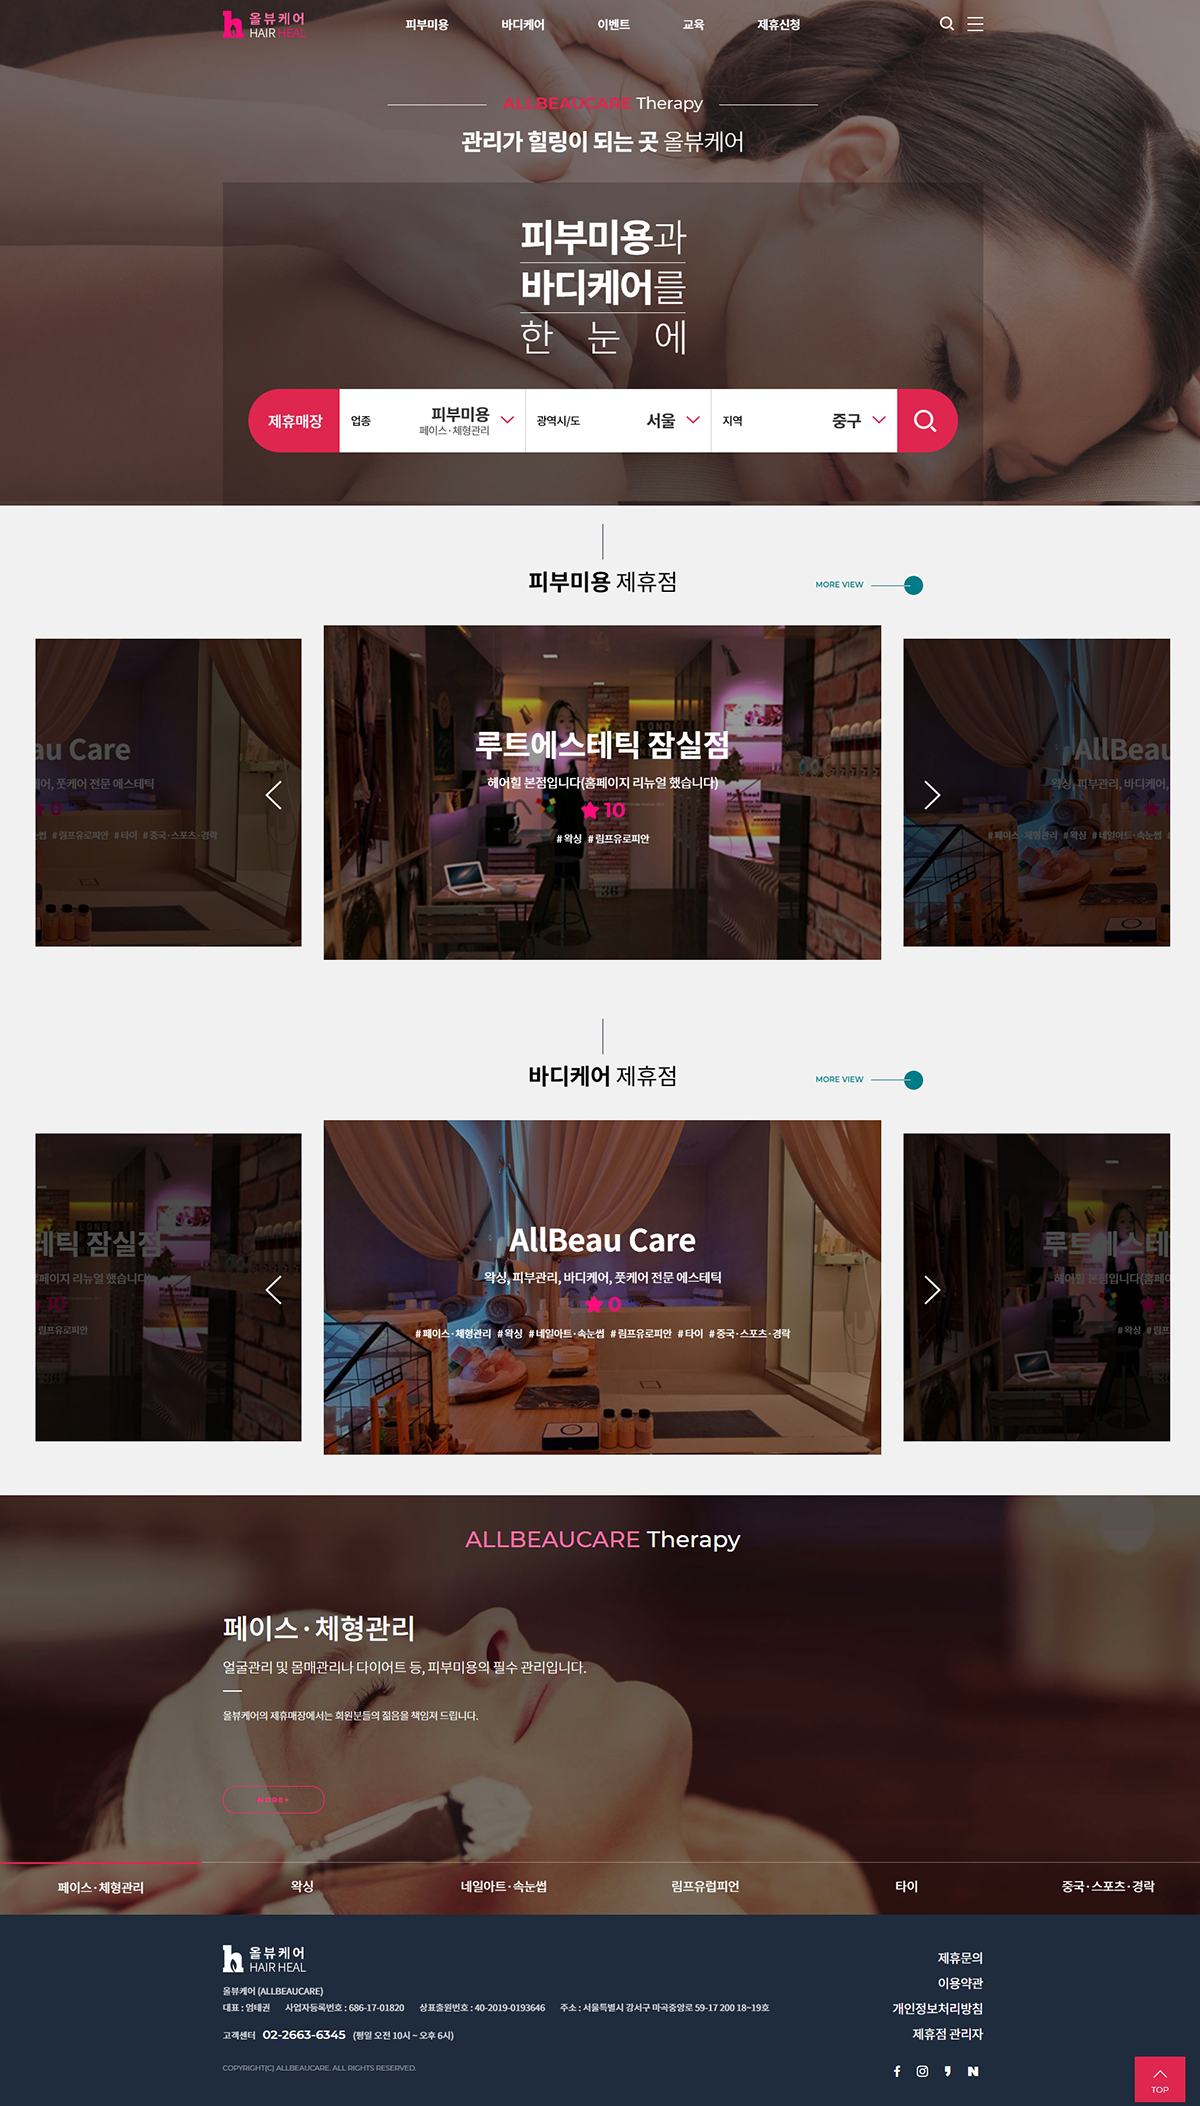 올뷰케어
HAIR HEAL
피부미용 바디케어 이벤트 교육 제휴신청
ALLBEAUCARE Therapy
관리가 힐링이 되는 곳 올뷰케어
피부미용과
바디케어를
한 눈 에
제휴매장 업종 피부미용 광역시/도 서울 지역 중구
페이스·체형관리
피부미용 제휴점
MORE VIEW
au Care
케어, 풋케어 전문 에스테틱
0
#림프유로피안 #타이 #중국·스포츠·경락
루트에스테틱 잠실점
헤어힐 본점입니다(홈페이지 리뉴얼 했습니다)
10
#왁싱 #림프유로피안
AllBeau
왁싱, 피부관리, 바디케어,
#페이스·체형관리 #왁싱 #네일아트·속눈썹
바디케어 제휴점
MORE VIEW
테틱 잠실점
홈페이지 리뉴얼 했습니다)
10
림프유로피안
AllBeau Care
왁싱, 피부관리, 바디케어, 풋케어 전문 에스테틱
0
#페이스·체형관리 #왁싱 #네일아트·속눈썹 #림프유로피안 #타이 #중국·스포츠·경락
루트에스테
헤어힐 본점입니다(홈페이
#왁싱 #림프
ALLBEAUCARE Therapy
페이스·체형관리
얼굴관리 및 몸매관리나 다이어트 등, 피부미용의 필수 관리입니다.
올뷰케어의 제휴매장에서는 회원분들의 젊음을 책임져 드립니다.
MORE+
페이스·체형관리 왁싱 네일아트·속눈썹 림프유럽피언 타이 중국·스포츠·경락
올뷰케어
HAIR HEAL
올뷰케어 (ALLBEAUCARE)
대표 : 엄태권 사업자등록번호 : 686-17-01820 상표출원번호 : 40-2019-0193646 주소 : 서울특별시 강서구 마곡중앙로 59-17 200 18~19호
고객센터 02-2663-6345 (평일 오전 10시 ~ 오후 6시)
COPYRIGHT(C) ALLBEAUCARE. ALL RIGHTS RESERVED.
제휴문의
이용약관
개인정보처리방침
제휴점 관리자
TOP